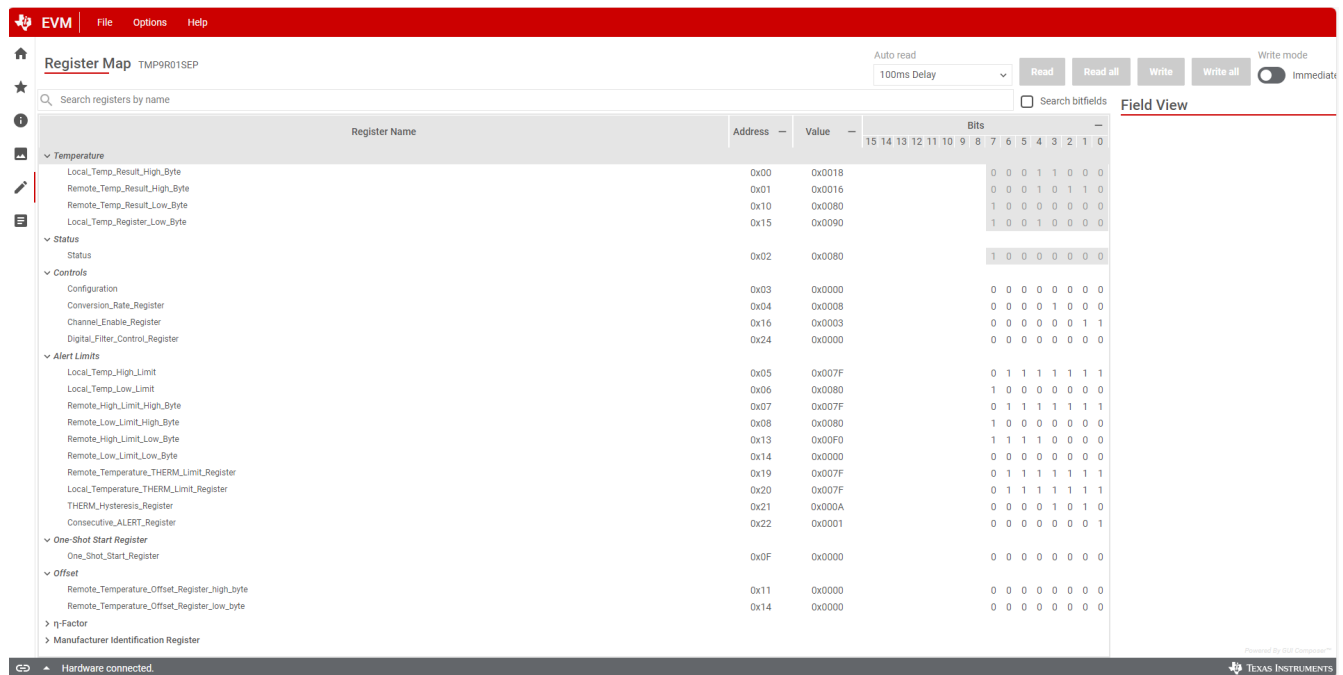 EVM File Options Help
Register Map TMP9R01SEP
Auto read
100ms Delay
Read Read all Write Write all
Write mode
Immediate
Search registers by name
Search bitfields
Field View
Register Name Address Value Bits
15 14 13 12 11 10 9 8 7 6 5 4 3 2 1 0
Temperature
Local_Temp_Result_High_Byte 0x00 0x0018 0 0 0 1 1 0 0 0
Remote_Temp_Result_High_Byte 0x01 0x0016 0 0 0 1 0 1 1 0
Remote_Temp_Result_Low_Byte 0x10 0x0080 1 0 0 0 0 0 0 0
Local_Temp_Register_Low_Byte 0x15 0x0090 1 0 0 1 0 0 0 0
Status
Status 0x02 0x0080 1 0 0 0 0 0 0 0
Controls
Configuration 0x03 0x0000 0 0 0 0 0 0 0 0
Conversion_Rate_Register 0x04 0x0008 0 0 0 0 1 0 0 0
Channel_Enable_Register 0x16 0x0003 0 0 0 0 0 0 1 1
Digital_Filter_Control_Register 0x24 0x0000 0 0 0 0 0 0 0 0
Alert Limits
Local_Temp_High_Limit 0x05 0x007F 0 1 1 1 1 1 1 1
Local_Temp_Low_Limit 0x06 0x0080 1 0 0 0 0 0 0 0
Remote_High_Limit_High_Byte 0x07 0x007F 0 1 1 1 1 1 1 1
Remote_Low_Limit_High_Byte 0x08 0x0080 1 0 0 0 0 0 0 0
Remote_High_Limit_Low_Byte 0x13 0x00F0 1 1 1 1 0 0 0 0
Remote_Low_Limit_Low_Byte 0x14 0x0000 0 0 0 0 0 0 0 0
Remote_Temperature_THERM_Limit_Register 0x19 0x007F 0 1 1 1 1 1 1 1
Local_Temperature_THERM_Limit_Register 0x20 0x007F 0 1 1 1 1 1 1 1
THERM_Hysteresis_Register 0x21 0x000A 0 0 0 0 1 0 1 0
Consecutive_ALERT_Register 0x22 0x0001 0 0 0 0 0 0 0 1
One-Shot Start Register
One_Shot_Start_Register 0x0F 0x0000 0 0 0 0 0 0 0 0
Offset
Remote_Temperature_Offset_Register_high_byte 0x11 0x0000 0 0 0 0 0 0 0 0
Remote_Temperature_Offset_Register_low_byte 0x14 0x0000 0 0 0 0 0 0 0 0
η-Factor
Manufacturer Identification Register
Powered By GUI Composer™
Hardware connected.
TEXAS INSTRUMENTS